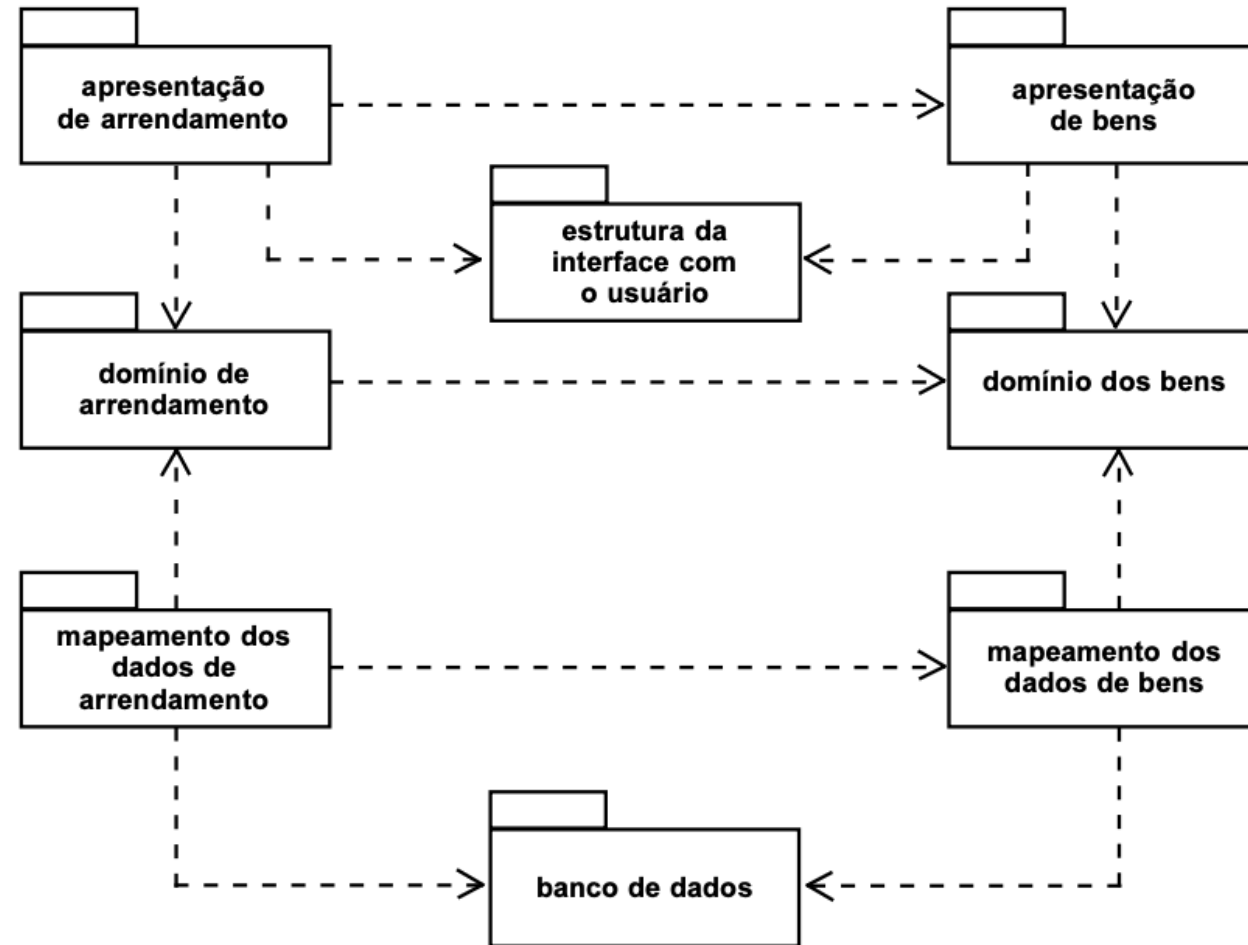 apresentação
de arrendamento
apresentação
de bens
estrutura da
interface com
o usuário
domínio de
arrendamento
domínio dos bens
mapeamento dos
dados de
arrendamento
mapeamento dos
dados de bens
banco de dados